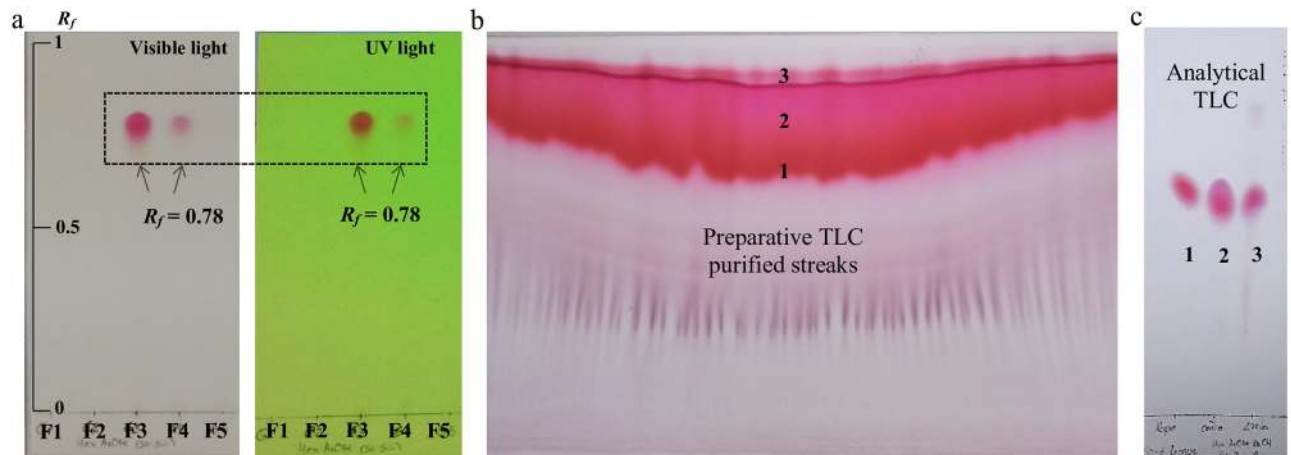 a
R_f
1
Visible light
UV light
R_f = 0.78
R_f = 0.78
0.5
0
F1 F2 F3 F4 F5
F1 F2 F3 F4 F5
b
3
2
1
Preparative TLC
purified streaks
c
Analytical
TLC
1 2 3